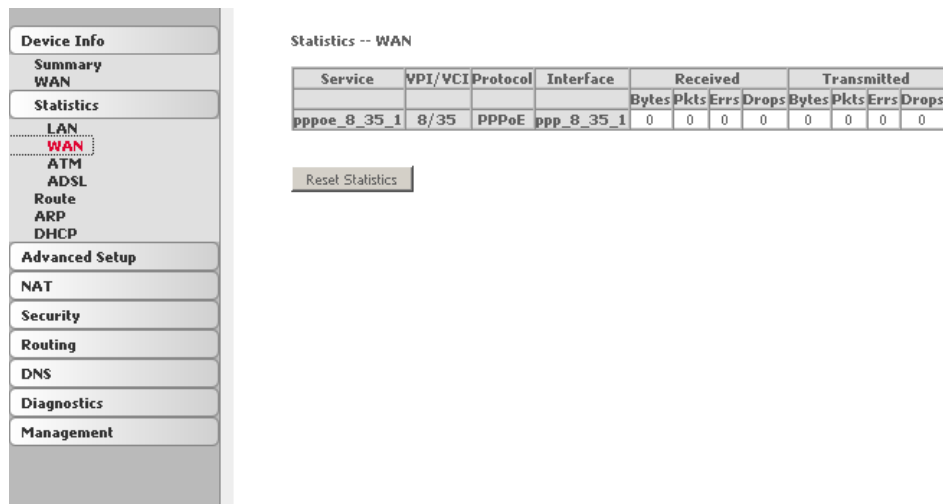 Device Info
Summary
WAN
Statistics
LAN
WAN
ATM
ADSL
Route
ARP
DHCP
Advanced Setup
NAT
Security
Routing
DNS
Diagnostics
Management
Statistics -- WAN
Service VPI/VCI Protocol Interface Received Transmitted
Bytes Pkts Errs Drops Bytes Pkts Errs Drops
pppoe_8_35_1 8/35 PPPoE ppp_8_35_1 0 0 0 0 0 0 0 0
Reset Statistics